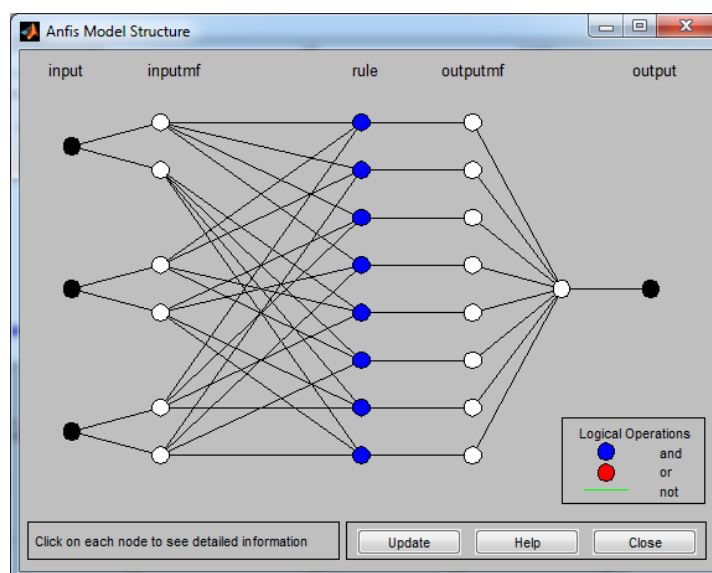 Anfis Model Structure
input inputmf rule outputmf output
Logical Operations
and
or
not
Click on each node to see detailed information
Update Help Close